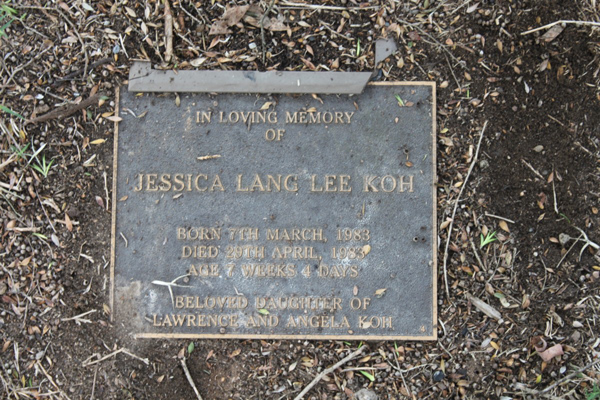 IN LOVING MEMORY
OF
JESSICA LANG LEE KOH
BORN 7TH MARCH, 1983
DIED 29TH APRIL, 1983
AGE 7 WEEKS 4 DAYS
BELOVED DAUGHTER OF
LAWRENCE AND ANGELA KOH